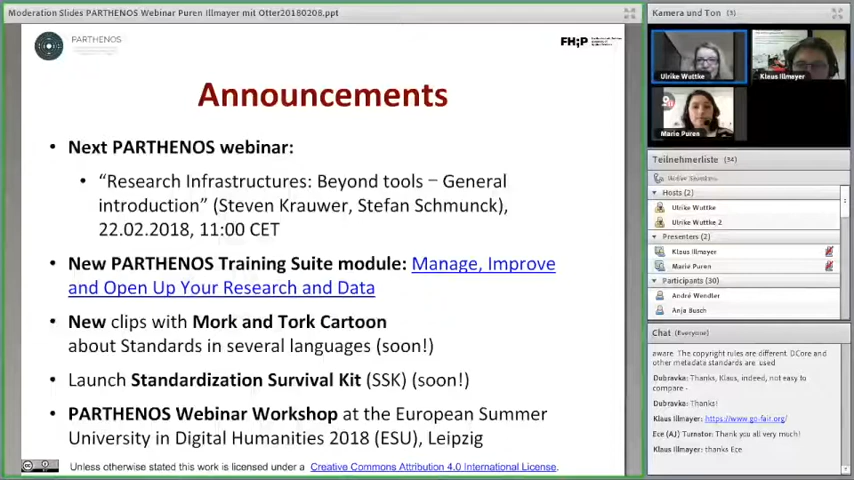 Moderation Slides PARTHENOS Webinar Puren Illmayer mit Otter20180208.ppt
PARTHENOS
FH;P
Announcements
• Next PARTHENOS webinar:
• “Research Infrastructures: Beyond tools – General
introduction” (Steven Krauwer, Stefan Schmunck),
22.02.2018, 11:00 CET
• New PARTHENOS Training Suite module: Manage, Improve
and Open Up Your Research and Data
• New clips with Mork and Tork Cartoon
about Standards in several languages (soon!)
• Launch Standardization Survival Kit (SSK) (soon!)
• PARTHENOS Webinar Workshop at the European Summer
University in Digital Humanities 2018 (ESU), Leipzig
Unless otherwise stated this work is licensed under a Creative Commons Attribution 4.0 International License.
Kamera und Ton (3)
Ulrike Wuttke
Klaus Illmayer
Marie Puren
Teilnehmerliste (34)
Hosts (2)
Ulrike Wuttke
Ulrike Wuttke 2
Presenters (2)
Klaus Illmayer
Marie Puren
Participants (30)
André Wendler
Anja Busch
Chat (Everyone)
aware. The copyright rules are different. DCore and
other metadata standards are used
Dubravka: Thanks, Klaus, indeed, not easy to
compare -
Dubravka: Thanks!
Klaus Illmayer: https://www.go-fair.org/
Ece (AJ) Turnator: Thank you all very much!
Klaus Illmayer: thanks Ece